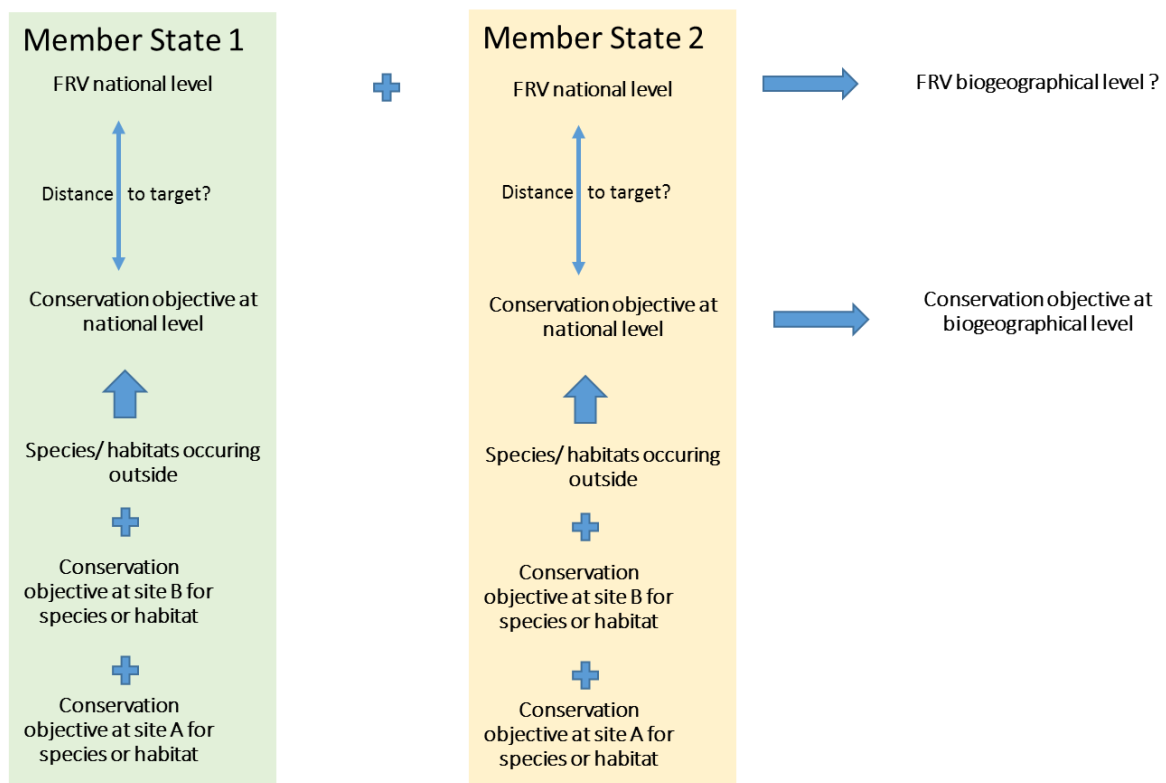 Member State 1
FRV national level
Distance to target?
Conservation objective at
national level
Species/ habitats occuring
outside
Conservation
objective at site B for
species or habitat
Conservation
objective at site A for
species or habitat
Member State 2
FRV national level
Distance to target?
Conservation objective at
national level
Species/ habitats occuring
outside
Conservation
objective at site B for
species or habitat
Conservation
objective at site A for
species or habitat
FRV biogeographical level ?
Conservation objective at
biogeographical level